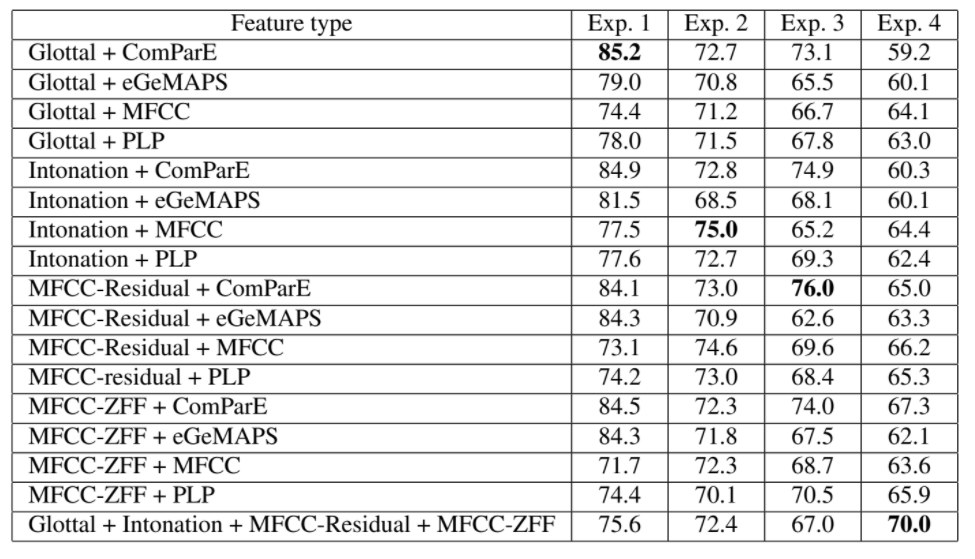 Feature type Exp. 1 Exp. 2 Exp. 3 Exp. 4
Glottal + ComParE 85.2 72.7 73.1 59.2
Glottal + eGeMAPS 79.0 70.8 65.5 60.1
Glottal + MFCC 74.4 71.2 66.7 64.1
Glottal + PLP 78.0 71.5 67.8 63.0
Intonation + ComParE 84.9 72.8 74.9 60.3
Intonation + eGeMAPS 81.5 68.5 68.1 60.1
Intonation + MFCC 77.5 75.0 65.2 64.4
Intonation + PLP 77.6 72.7 69.3 62.4
MFCC-Residual + ComParE 84.1 73.0 76.0 65.0
MFCC-Residual + eGeMAPS 84.3 70.9 62.6 63.3
MFCC-Residual + MFCC 73.1 74.6 69.6 66.2
MFCC-residual + PLP 74.2 73.0 68.4 65.3
MFCC-ZFF + ComParE 84.5 72.3 74.0 67.3
MFCC-ZFF + eGeMAPS 84.3 71.8 67.5 62.1
MFCC-ZFF + MFCC 71.7 72.3 68.7 63.6
MFCC-ZFF + PLP 74.4 70.1 70.5 65.9
Glottal + Intonation + MFCC-Residual + MFCC-ZFF 75.6 72.4 67.0 70.0